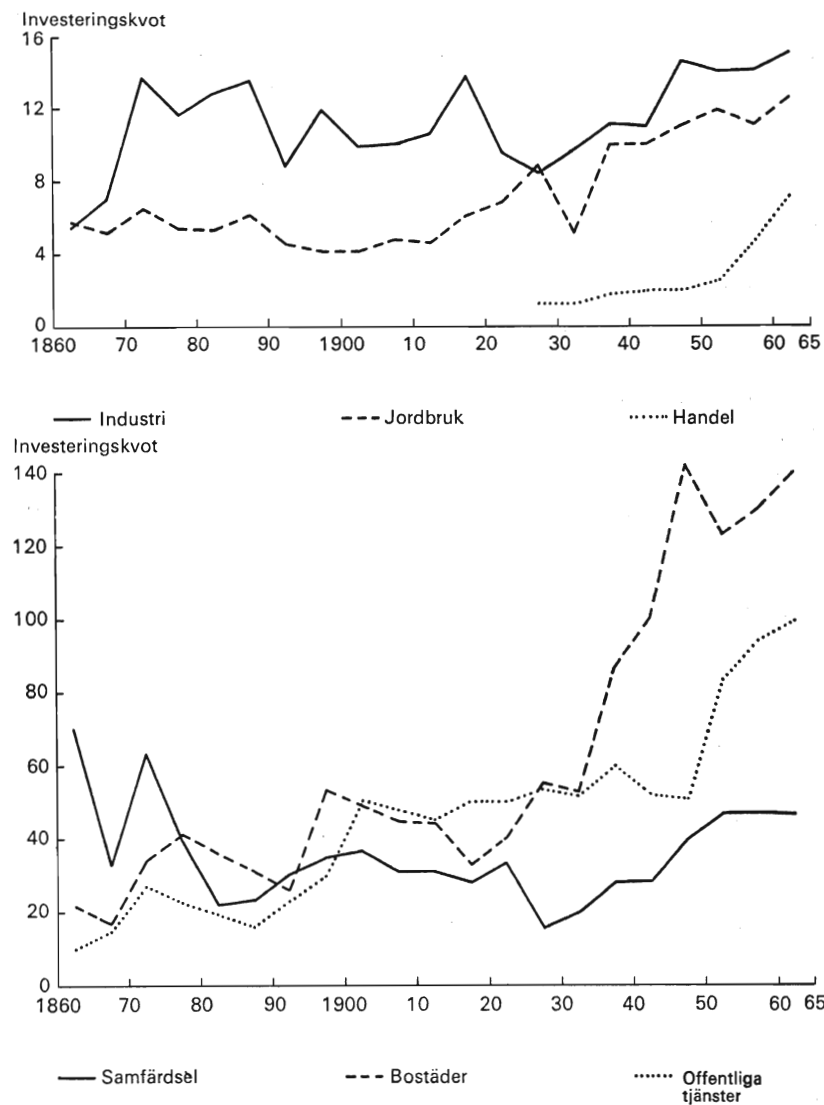 Investeringskvot
16
12
8
4
0
1860 70 80 90 1900 10 20 30 40 50 60 65
Industri Jordbruk Handel
Investeringskvot
140
120
100
80
60
40
20
0
1860 70 80 90 1900 10 20 30 40 50 60 65
Samfärdsel Bostäder Offentliga
tjänster